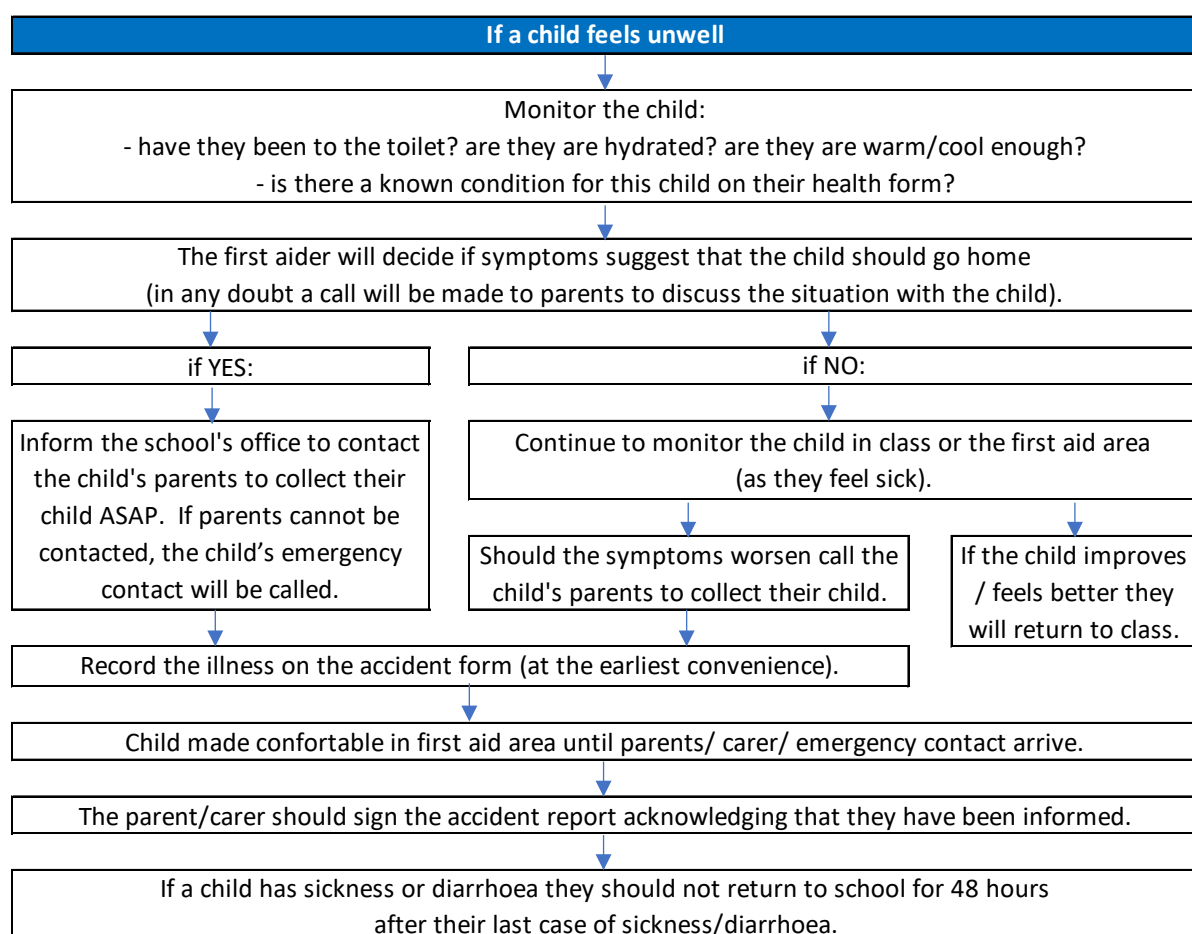 If a child feels unwell
Monitor the child:
- have they been to the toilet? are they are hydrated? are they are warm/cool enough?
- is there a known condition for this child on their health form?
The first aider will decide if symptoms suggest that the child should go home
(in any doubt a call will be made to parents to discuss the situation with the child).
if YES:
Inform the school's office to contact
the child's parents to collect their
child ASAP.  If parents cannot be
contacted, the child’s emergency
contact will be called.
if NO:
Continue to monitor the child in class or the first aid area
(as they feel sick).
Should the symptoms worsen call the
child's parents to collect their child.
If the child improves
/ feels better they
will return to class.
Record the illness on the accident form (at the earliest convenience).
Child made confortable in first aid area until parents/ carer/ emergency contact arrive.
The parent/carer should sign the accident report acknowledging that they have been informed.
If a child has sickness or diarrhoea they should not return to school for 48 hours
after their last case of sickness/diarrhoea.